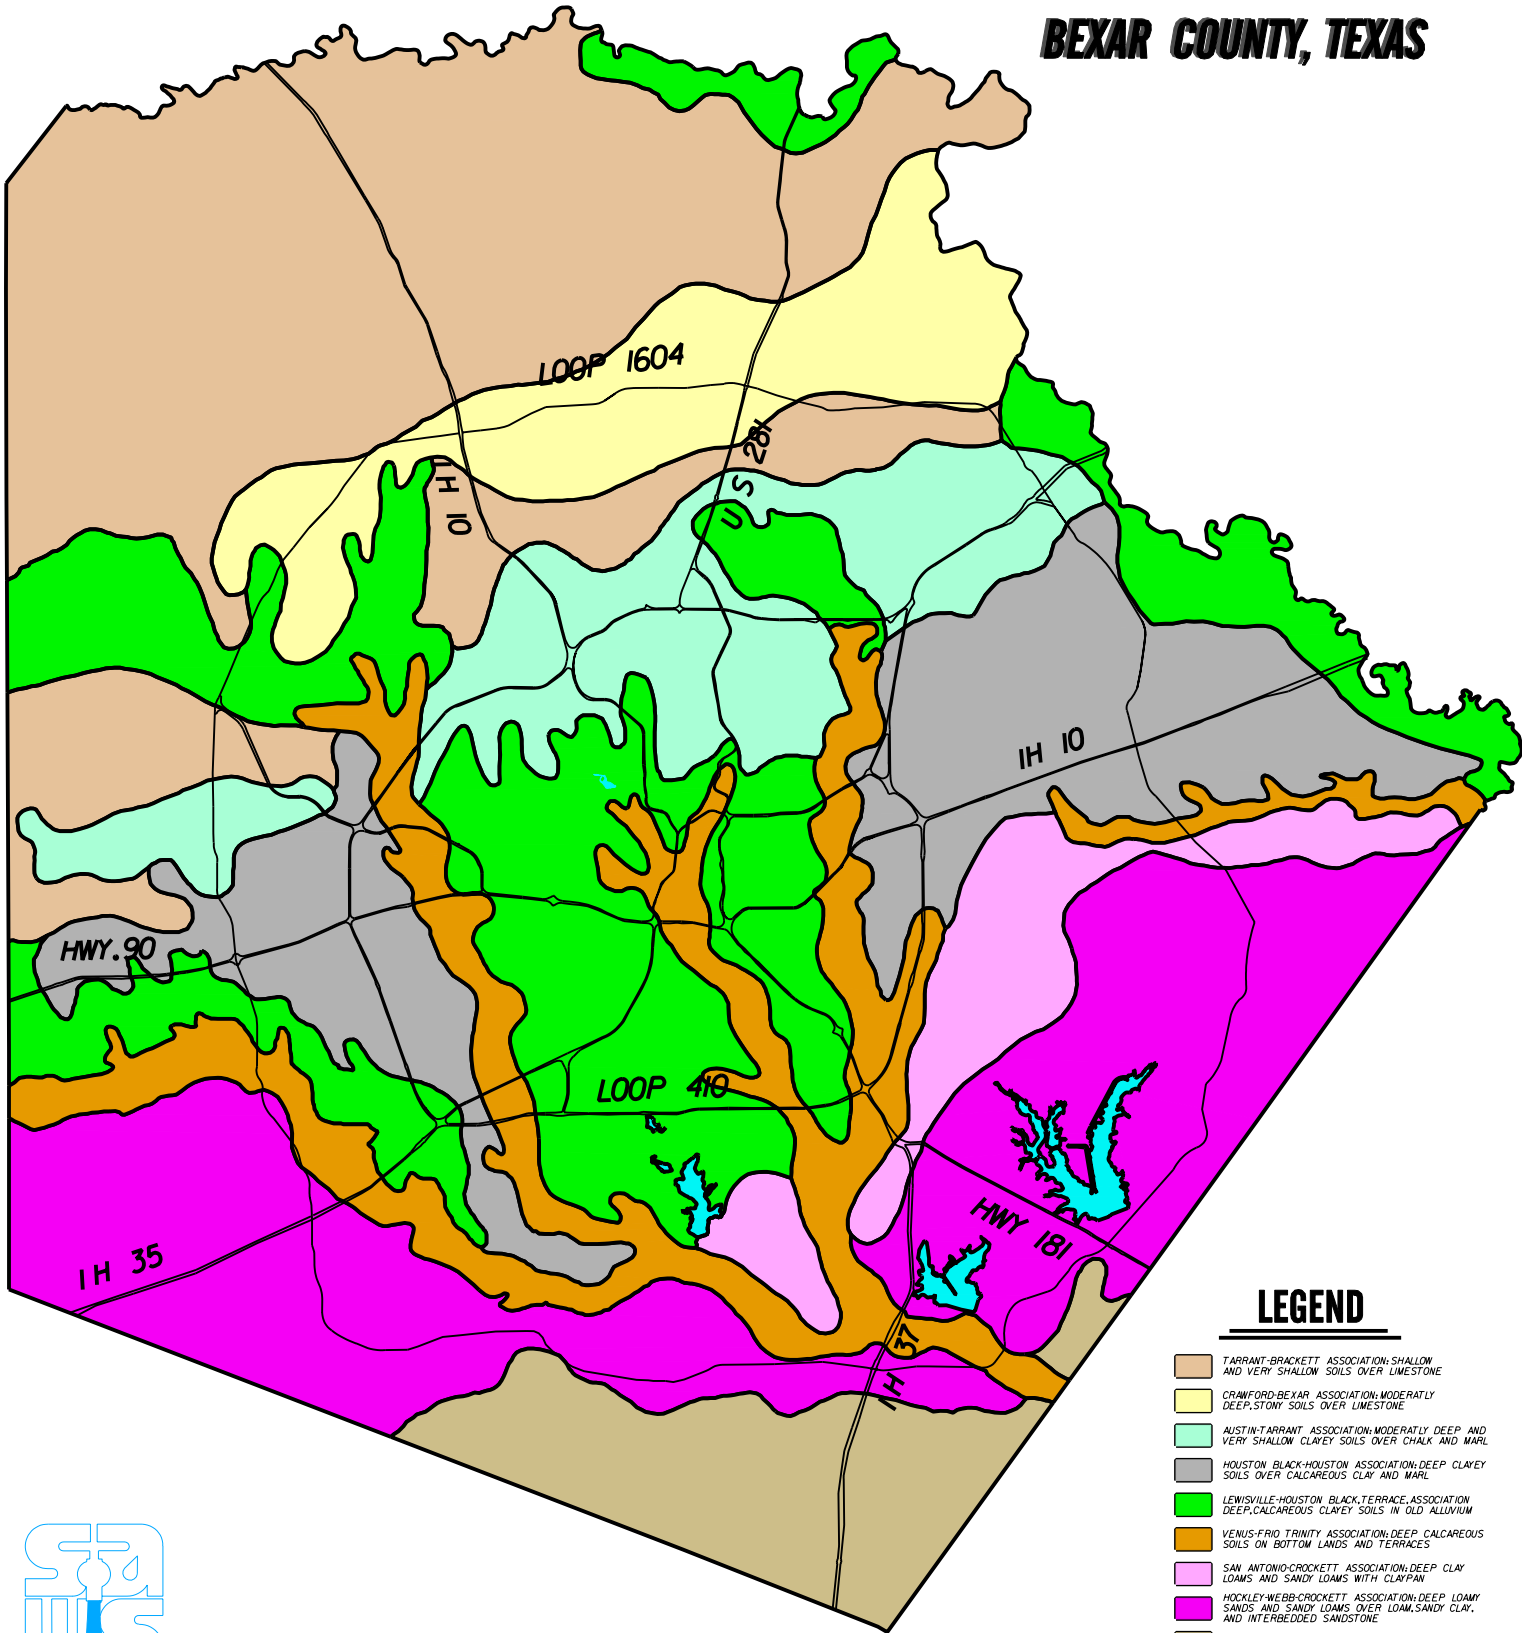 BEXAR COUNTY, TEXAS
LOOP 1604
US 281
IH 10
IH 10
HWY. 90
LOOP 410
HWY 181
IH 35
IH 37
LEGEND
TARRANT-BRACKETT ASSOCIATION: SHALLOW
AND VERY SHALLOW SOILS OVER LIMESTONE
CRAWFORD-BEXAR ASSOCIATION: MODERATLY
DEEP, STONY SOILS OVER LIMESTONE
AUSTIN-TARRANT ASSOCIATION: MODERATLY DEEP AND
VERY SHALLOW CLAYEY SOILS OVER CHALK AND MARL
HOUSTON BLACK-HOUSTON ASSOCIATION: DEEP CLAYEY
SOILS OVER CALCAREOUS CLAY AND MARL
LEWISVILLE-HOUSTON BLACK, TERRACE, ASSOCIATION
DEEP, CALCAREOUS CLAYEY SOILS IN OLD ALLUVIUM
VENUS-FRIO TRINITY ASSOCIATION: DEEP CALCAREOUS
SOILS ON BOTTOM LANDS AND TERRACES
SAN ANTONIO-CROCKETT ASSOCIATION: DEEP CLAY
LOAMS AND SANDY LOAMS WITH CLAYPAN
HOCKLEY-WEBB-CROCKETT ASSOCIATION: DEEP LOAMY
SANDS AND SANDY LOAMS OVER LOAM, SANDY CLAY,
AND INTERBEDDED SANDSTONE
sa
ws